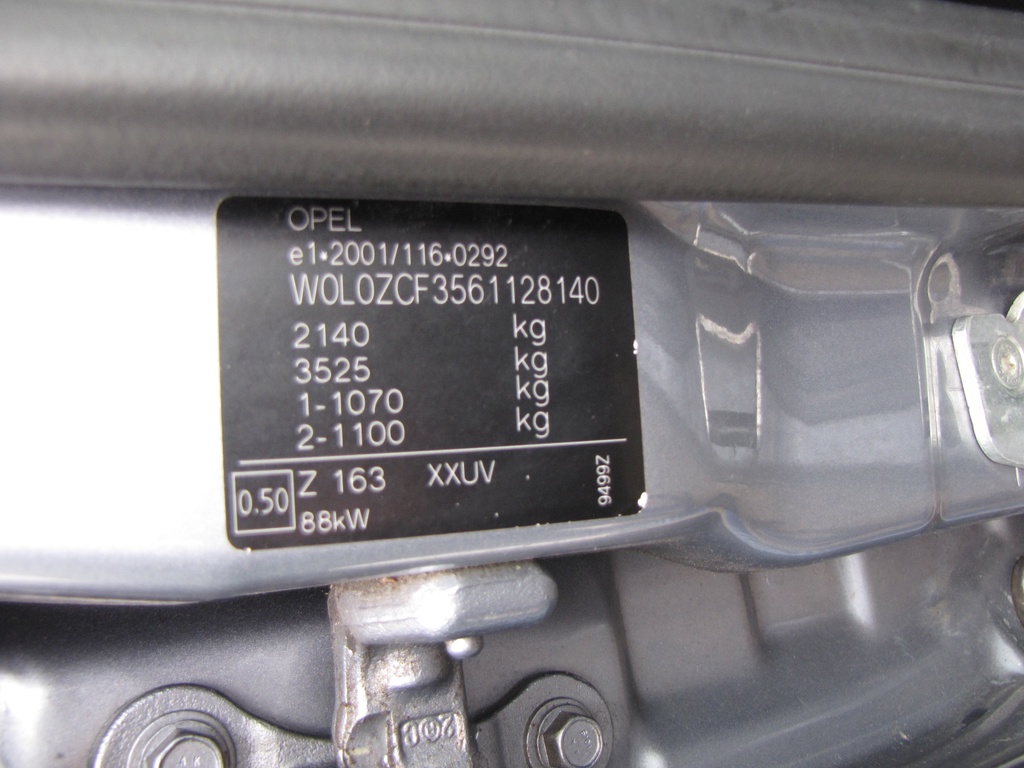 OPEL
e1•2001/116•0292
W0L0ZCF3561128140
2140 kg
3525 kg
1-1070 kg
2-1100 kg
0.50 Z 163 XXUV
88kW
9499Z